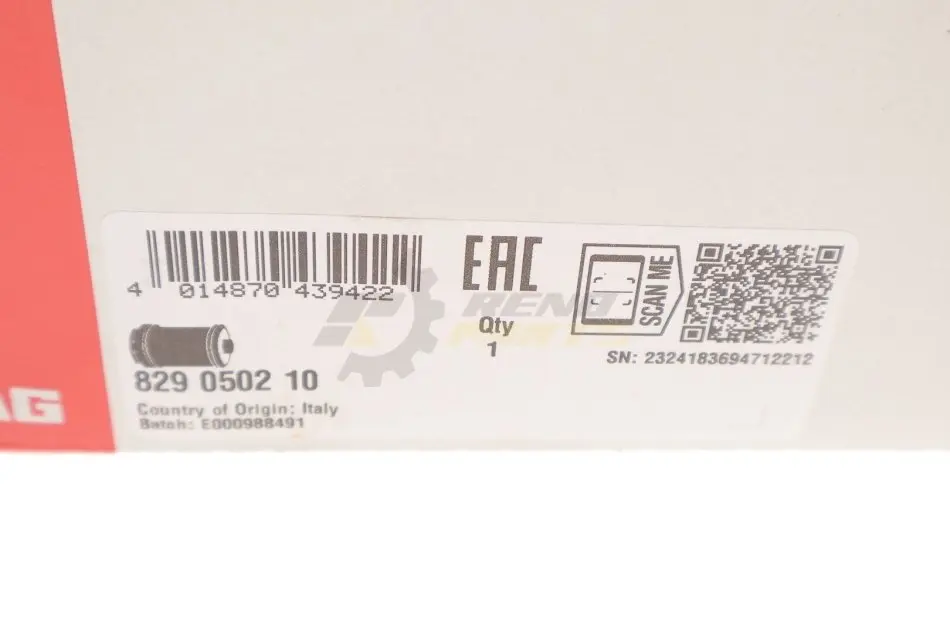 AG
4 014870 439422
EAC
Qty
1
SCAN ME
SN: 2324183694712212
829 0502 10
Country of Origin: Italy
Batch: E000988491